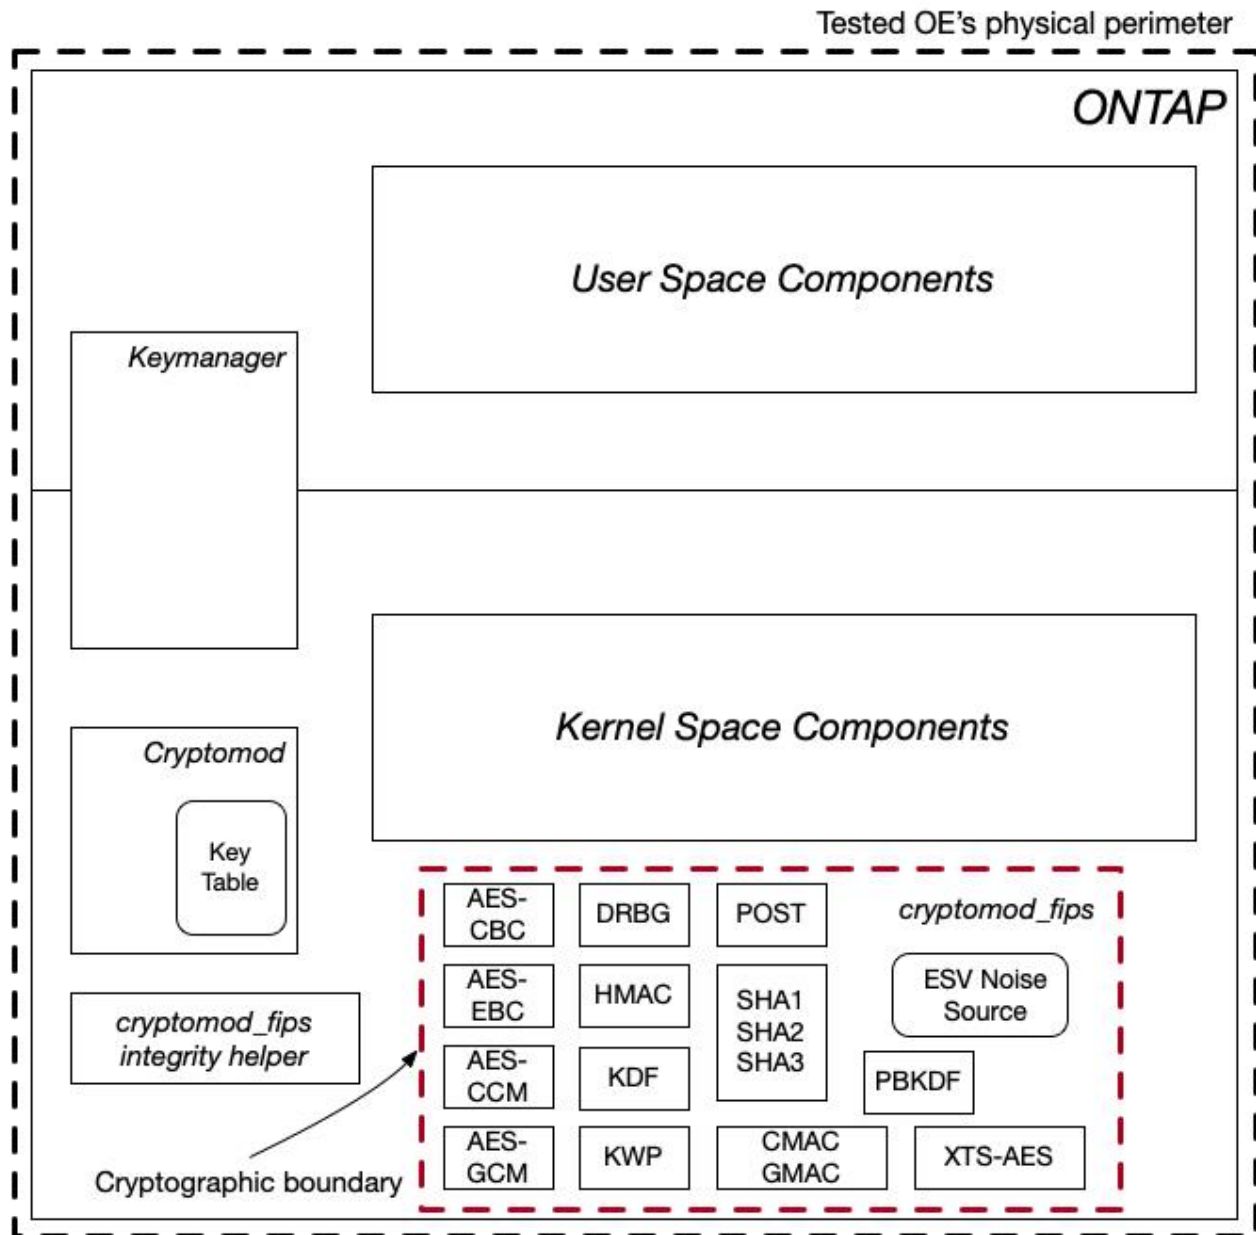 Tested OE's physical perimeter
ONTAP
User Space Components
Keymanager
Kernel Space Components
Cryptomod
Key
Table
cryptomod_fips
integrity helper
Cryptographic boundary
cryptomod_fips
AES-
CBC
DRBG
POST
AES-
EBC
HMAC
SHA1
SHA2
SHA3
ESV Noise
Source
AES-
CCM
KDF
PBKDF
AES-
GCM
KWP
CMAC
GMAC
XTS-AES